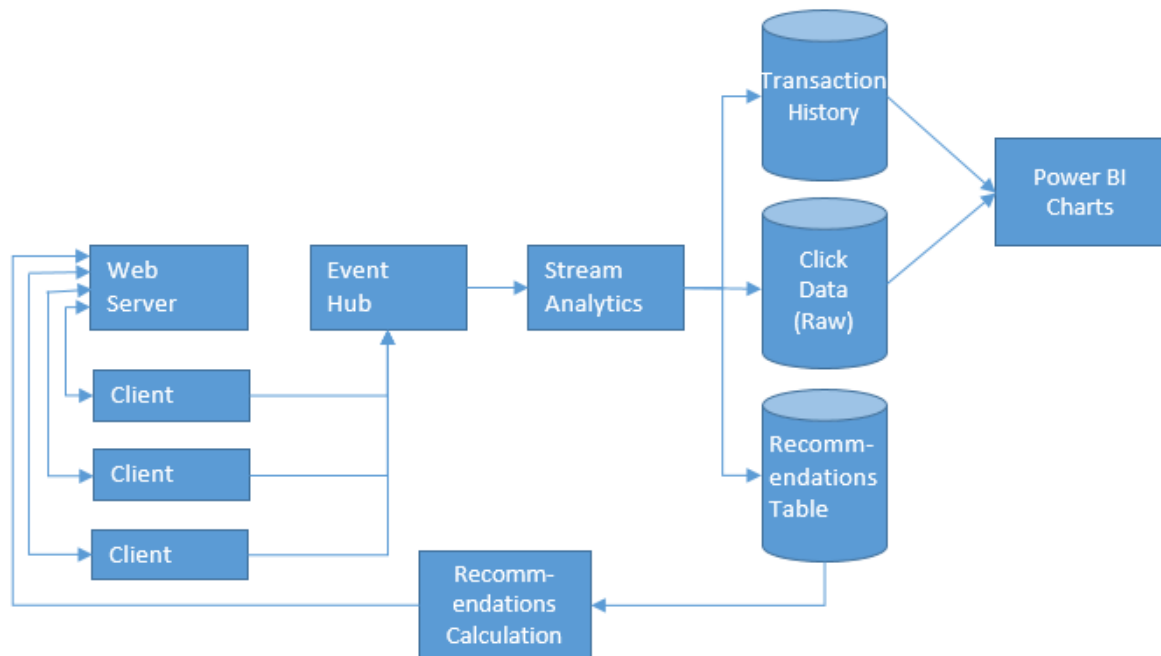 Transaction
History
Power BI
Charts
Click
Data
(Raw)
Web
Server
Event
Hub
Stream
Analytics
Client
Client
Client
Recomm-
endations
Table
Recomm-
endations
Calculation